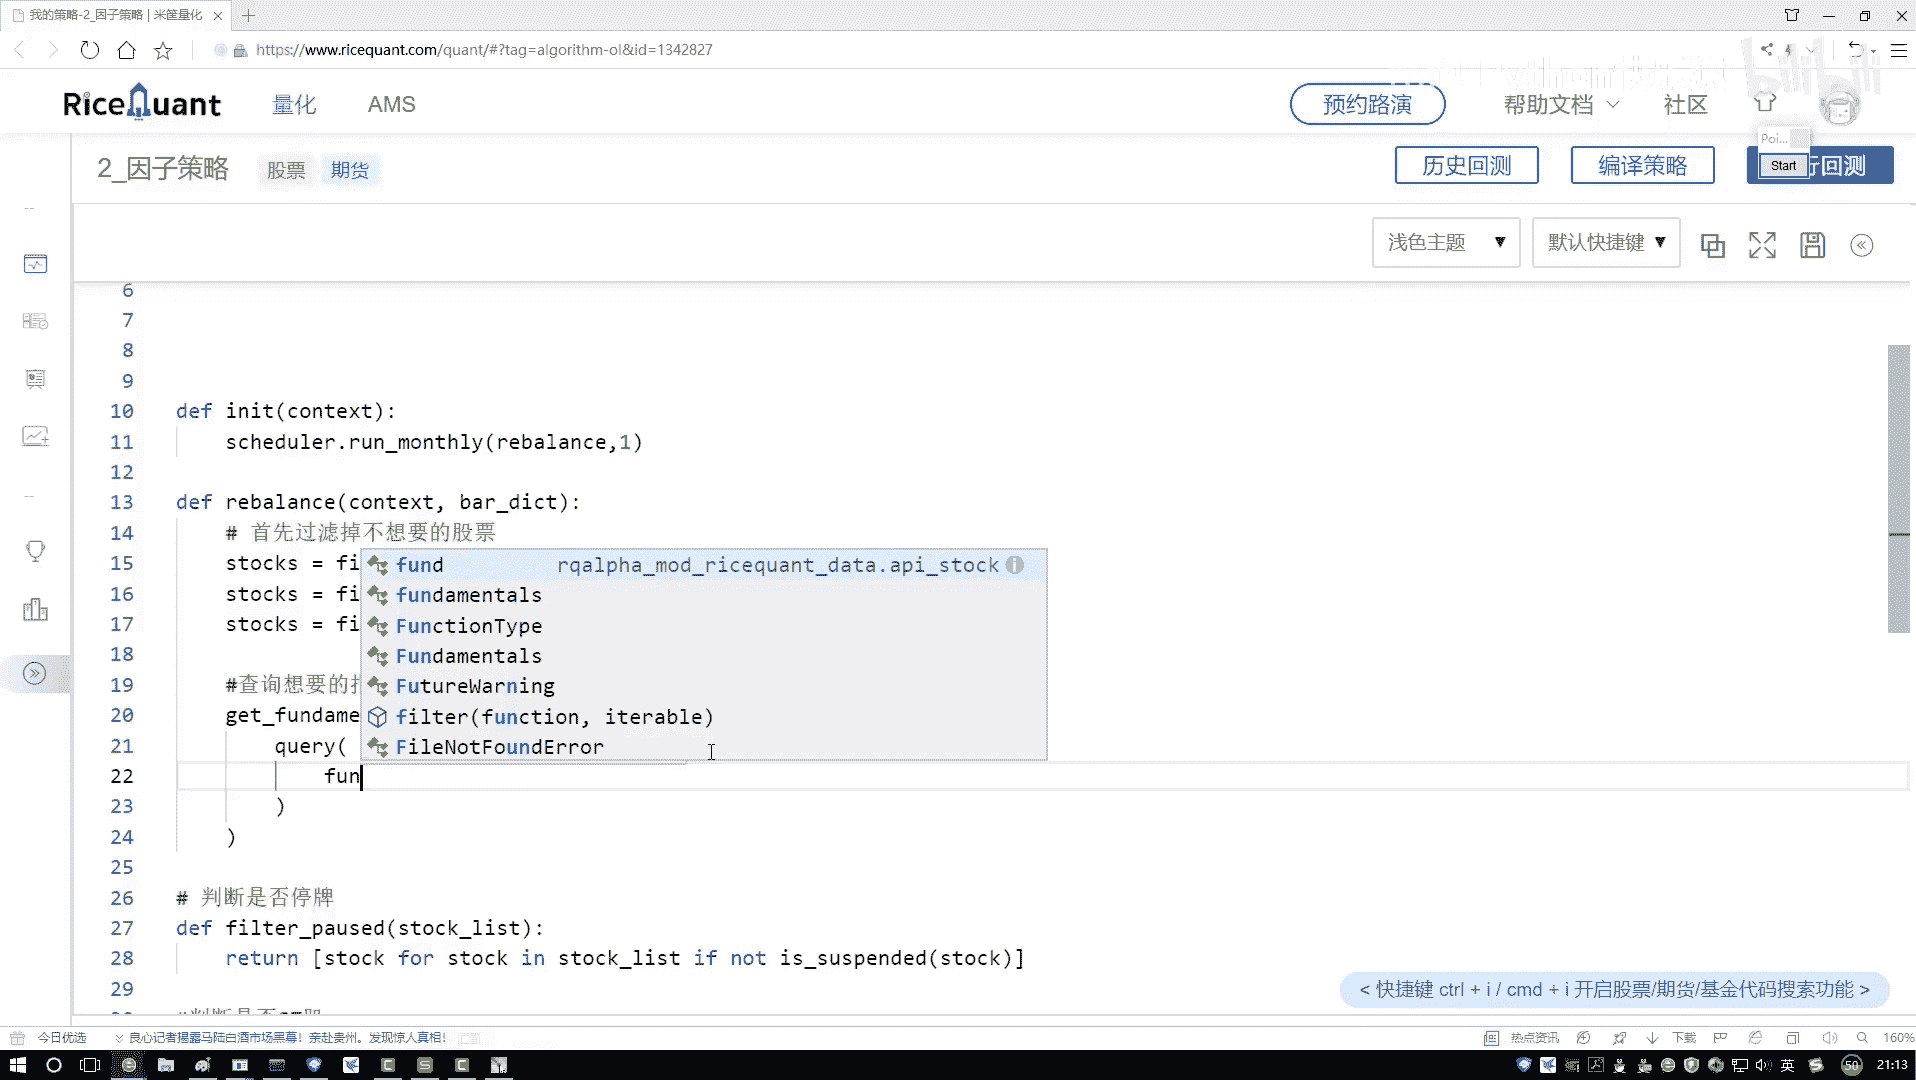 我的策略-2_因子策略 | 米筐量化
https://www.ricequant.com/quant/#?tag=algorithm-ol&id=1342827
RiceQuant
量化
AMS
预约路演
帮助文档
社区
bilibili
Poi...
2_因子策略
股票
期货
历史回测
编译策略
Start
行回测
浅色主题
默认快捷键
6
7
8
9
10 def init(context):
11 scheduler.run_monthly(rebalance,1)
12
13 def rebalance(context, bar_dict):
14 # 首先过滤掉不想要的股票
15 stocks = fi
fund rqalpha_mod_ricequant_data.api_stock
16 stocks = fi
fundamentals
17 stocks = fi
FunctionType
18
Fundamentals
19 #查询想要的
FutureWarning
20 get_fundame
filter(function, iterable)
21 query(
FileNotFoundError
22 fun
23 )
24 )
25
26 # 判断是否停牌
27 def filter_paused(stock_list):
28 return [stock for stock in stock_list if not is_suspended(stock)]
29
< 快捷键 ctrl + i / cmd + i 开启股票/期货/基金代码搜索功能 >
今日优选
良心记者揭露马陆白酒市场黑幕！亲赴贵州。发现惊人真相！
热点资讯
下载
160%
英
50
21:13